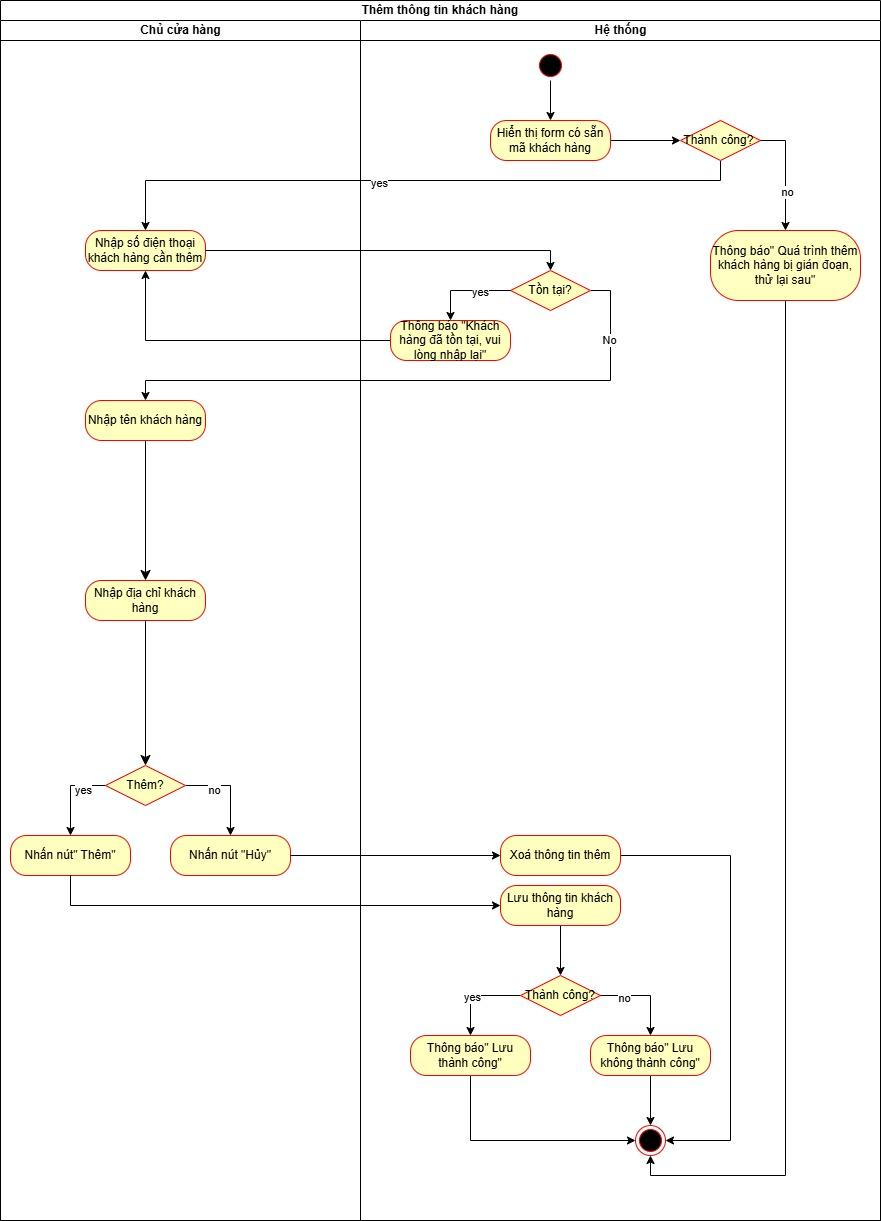 Thêm thông tin khách hàng
Chủ cửa hàng
Hệ thống
Hiển thị form có sẵn
mã khách hàng
Thành công?
yes
no
Nhập số điện thoại
khách hàng cần thêm
Thông báo" Quá trình thêm
khách hàng bị gián đoạn,
thử lại sau"
Tồn tại?
yes
No
Thông báo "Khách
hàng đã tồn tại, vui
lòng nhập lại"
Nhập tên khách hàng
Nhập địa chỉ khách
hàng
Thêm?
yes
no
Nhấn nút" Thêm"
Nhấn nút "Hủy"
Xoá thông tin thêm
Lưu thông tin khách
hàng
Thành công?
yes
no
Thông báo" Lưu
thành công"
Thông báo" Lưu
không thành công"